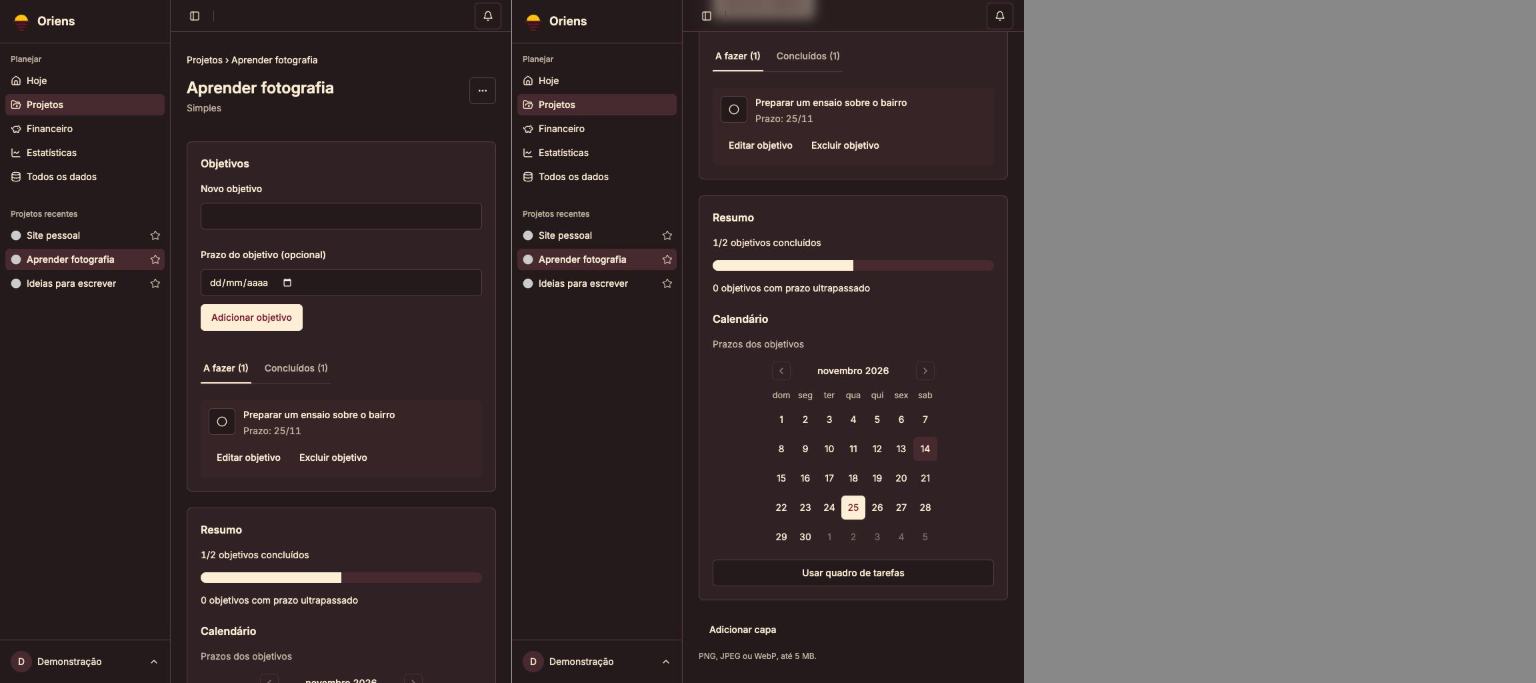 Oriens
Planejar
Hoje
Projetos
Financeiro
Estatísticas
Todos os dados
Projetos recentes
Site pessoal
Aprender fotografia
Ideias para escrever
D Demonstração
Projetos › Aprender fotografia
Aprender fotografia
...
Simples
Objetivos
Novo objetivo
Prazo do objetivo (opcional)
dd/mm/aaaa
Adicionar objetivo
A fazer (1) Concluídos (1)
Preparar um ensaio sobre o bairro
Prazo: 25/11
Editar objetivo Excluir objetivo
Resumo
1/2 objetivos concluídos
0 objetivos com prazo ultrapassado
Calendário
Prazos dos objetivos
Oriens
Planejar
Hoje
Projetos
Financeiro
Estatísticas
Todos os dados
Projetos recentes
Site pessoal
Aprender fotografia
Ideias para escrever
D Demonstração
A fazer (1) Concluídos (1)
Preparar um ensaio sobre o bairro
Prazo: 25/11
Editar objetivo Excluir objetivo
Resumo
1/2 objetivos concluídos
0 objetivos com prazo ultrapassado
Calendário
Prazos dos objetivos
novembro 2026
dom seg ter qua qui sex sab
1 2 3 4 5 6 7
8 9 10 11 12 13 14
15 16 17 18 19 20 21
22 23 24 25 26 27 28
29 30 1 2 3 4 5
Usar quadro de tarefas
Adicionar capa
PNG, JPEG ou WebP, até 5 MB.